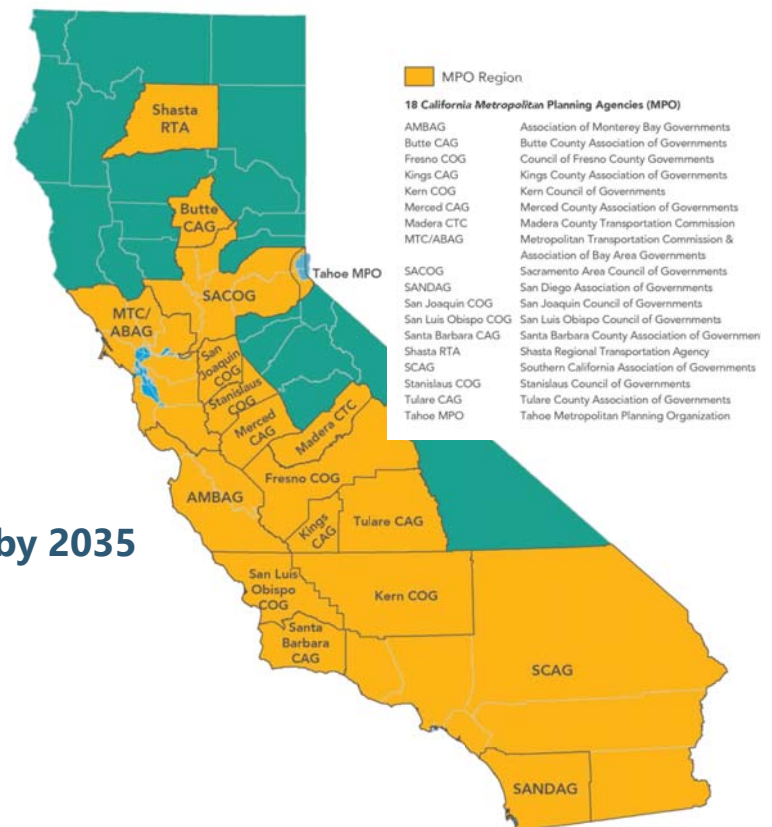 MPO Region
18 California Metropolitan Planning Agencies (MPO)
AMBAG Association of Monterey Bay Governments
Butte CAG Butte County Association of Governments
Fresno COG Council of Fresno County Governments
Kings CAG Kings County Association of Governments
Kern COG Kern Council of Governments
Merced CAG Merced County Association of Governments
Madera CTC Madera County Transportation Commission
MTC/ABAG Metropolitan Transportation Commission &
Association of Bay Area Governments
SACOG Sacramento Area Council of Governments
SANDAG San Diego Association of Governments
San Joaquin COG San Joaquin Council of Governments
San Luis Obispo COG San Luis Obispo Council of Governments
Santa Barbara CAG Santa Barbara County Association of Government
Shasta RTA Shasta Regional Transportation Agency
SCAG Southern California Association of Governments
Stanislaus COG Stanislaus Council of Governments
Tulare CAG Tulare County Association of Governments
Tahoe MPO Tahoe Metropolitan Planning Organization
Shasta
RTA
Butte
CAG
Tahoe MPO
SACOG
MTC/
ABAG
San
Joaquin
COG
Stanislaus
COG
Merced
CAG
Madera CTC
Fresno COG
AMBAG
Kings
CAG
Tulare CAG
by 2035
San Luis
Obispo
COG
Kern COG
Santa
Barbara
CAG
SCAG
SANDAG